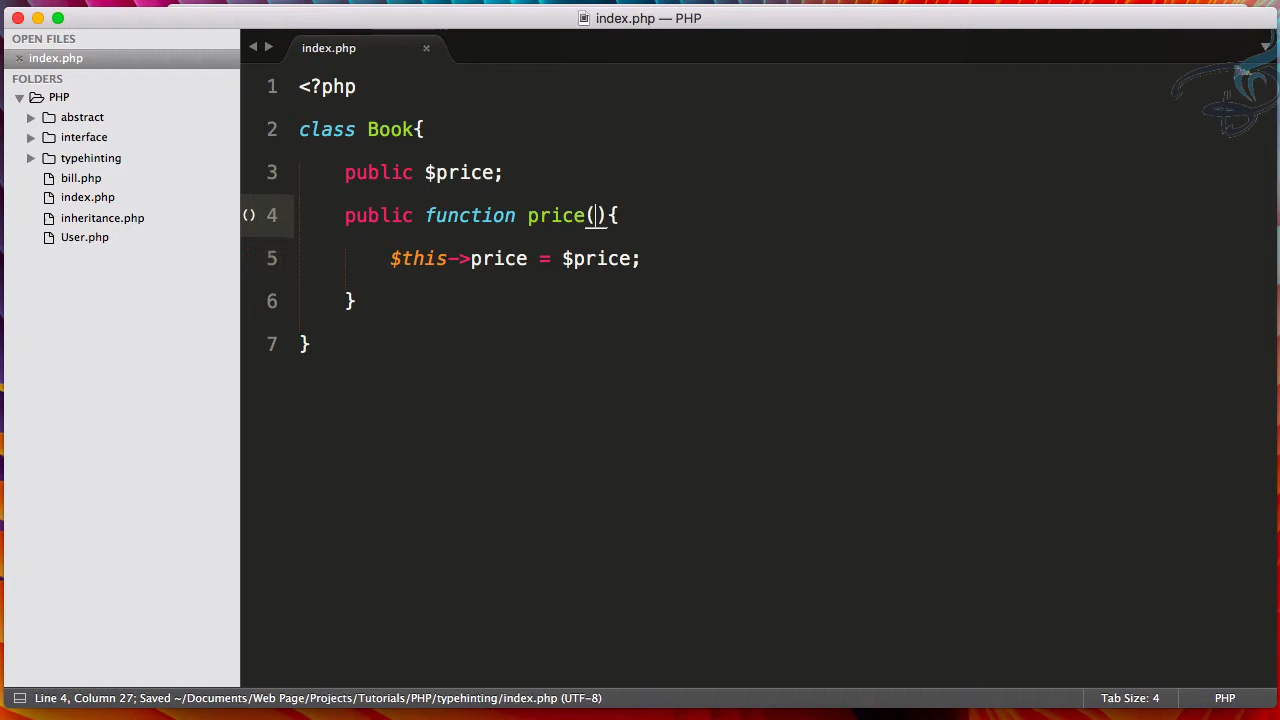 index.php — PHP
OPEN FILES
index.php
FOLDERS
PHP
abstract
interface
typehinting
bill.php
index.php
inheritance.php
User.php
index.php
1 <?php
2 class Book{
3 public $price;
() 4 public function price(){
5 $this->price = $price;
6 }
7 }
Line 4, Column 27; Saved ~/Documents/Web Page/Projects/Tutorials/PHP/typehinting/index.php (UTF-8)
Tab Size: 4
PHP